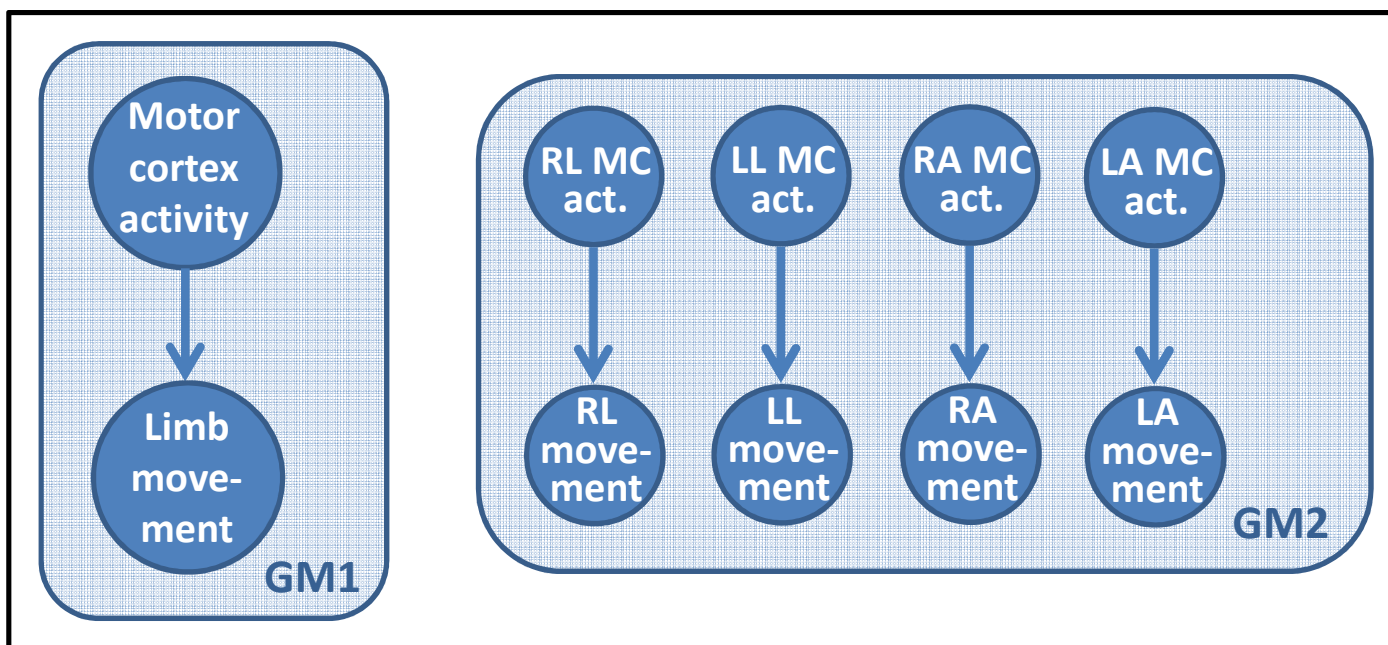 Motor
cortex
activity
Limb
move-
ment
GM1
RL MC
act.
LL MC
act.
RA MC
act.
LA MC
act.
RL
move-
ment
LL
move-
ment
RA
move-
ment
LA
move-
ment
GM2